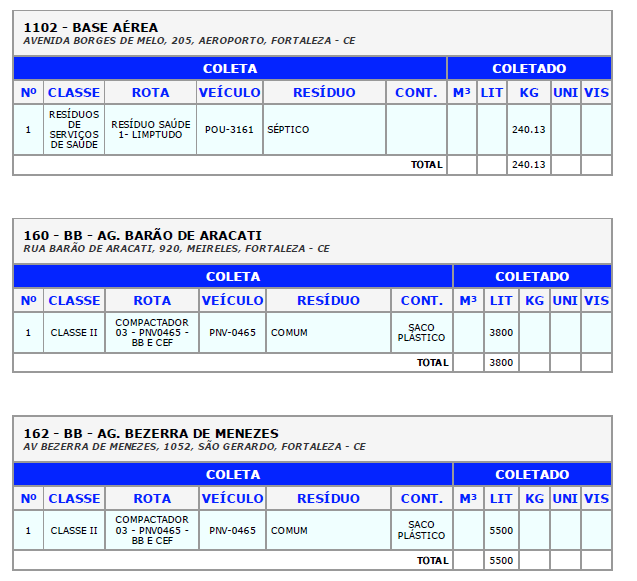 1102 - BASE AÉREA
AVENIDA BORGES DE MELO, 205, AEROPORTO, FORTALEZA - CE
COLETA COLETADO
Nº CLASSE ROTA VEÍCULO RESÍDUO CONT. M³ LIT KG UNI VIS
1 RESÍDUOS DE SERVIÇOS DE SAÚDE RESÍDUO SAÚDE 1- LIMPTUDO POU-3161 SÉPTICO 240.13
TOTAL 240.13
160 - BB - AG. BARÃO DE ARACATI
RUA BARÃO DE ARACATI, 920, MEIRELES, FORTALEZA - CE
COLETA COLETADO
Nº CLASSE ROTA VEÍCULO RESÍDUO CONT. M³ LIT KG UNI VIS
1 CLASSE II COMPACTADOR 03 - PNV0465 - BB E CEF PNV-0465 COMUM SACO PLÁSTICO 3800
TOTAL 3800
162 - BB - AG. BEZERRA DE MENEZES
AV BEZERRA DE MENEZES, 1052, SÃO GERARDO, FORTALEZA - CE
COLETA COLETADO
Nº CLASSE ROTA VEÍCULO RESÍDUO CONT. M³ LIT KG UNI VIS
1 CLASSE II COMPACTADOR 03 - PNV0465 - BB E CEF PNV-0465 COMUM SACO PLÁSTICO 5500
TOTAL 5500